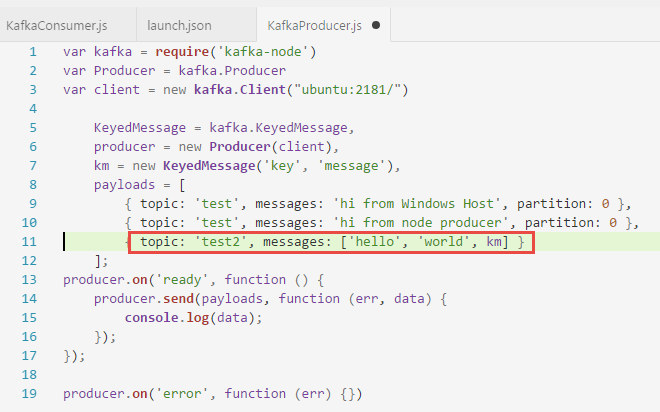 KafkaConsumer.js launch.json KafkaProducer.js
1 var kafka = require('kafka-node')
2 var Producer = kafka.Producer
3 var client = new kafka.Client("ubuntu:2181/")
4
5 KeyedMessage = kafka.KeyedMessage,
6 producer = new Producer(client),
7 km = new KeyedMessage('key', 'message'),
8 payloads = [
9 { topic: 'test', messages: 'hi from Windows Host', partition: 0 },
10 { topic: 'test', messages: 'hi from node producer', partition: 0 },
11 { topic: 'test2', messages: ['hello', 'world', km] }
12 ];
13 producer.on('ready', function () {
14 producer.send(payloads, function (err, data) {
15 console.log(data);
16 });
17 });
18
19 producer.on('error', function (err) {})